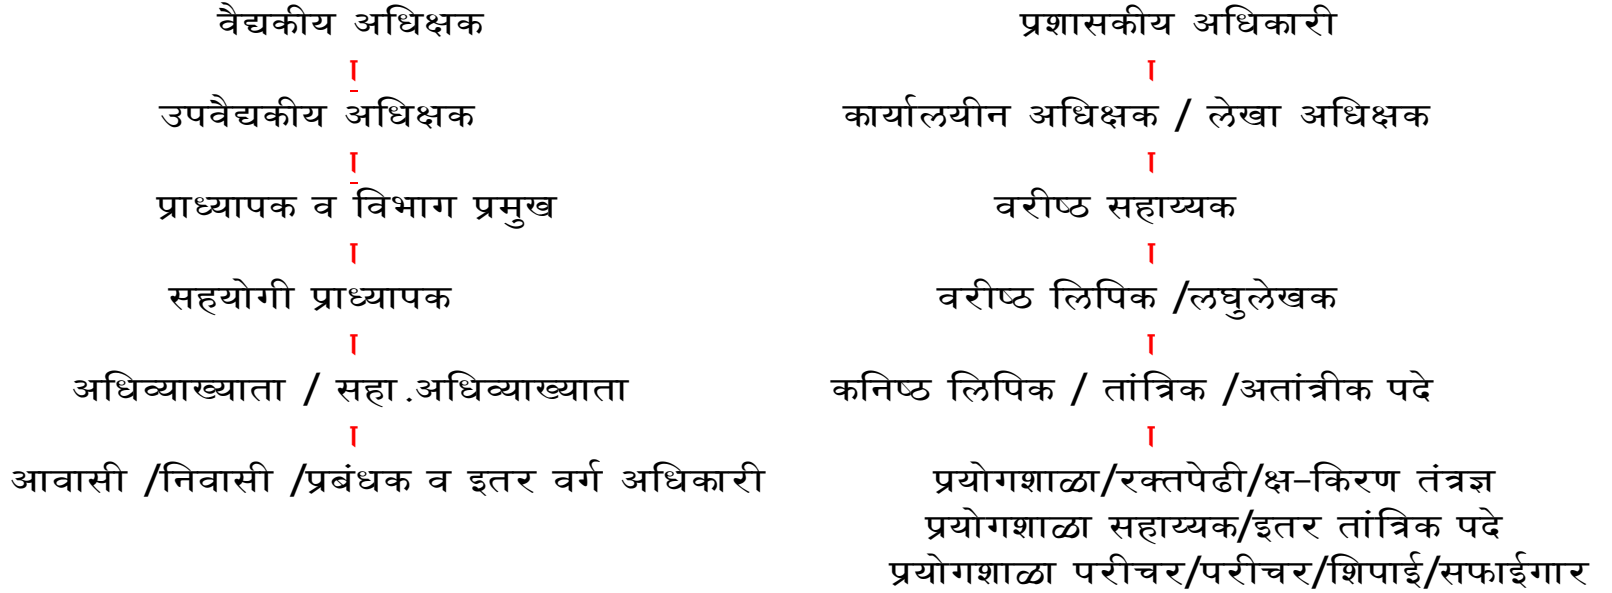 वैद्यकीय अधिक्षक
उपवैद्यकीय अधिक्षक
प्राध्यापक व विभाग प्रमुख
सहयोगी प्राध्यापक
अधिव्याख्याता / सहा.अधिव्याख्याता
आवासी /निवासी /प्रबंधक व इतर वर्ग अधिकारी
प्रशासकीय अधिकारी
कार्यालयीन अधिक्षक / लेखा अधिक्षक
वरीष्ठ सहाय्यक
वरीष्ठ लिपिक /लघुलेखक
कनिष्ठ लिपिक / तांत्रिक /अतांत्रीक पदे
प्रयोगशाळा/रक्तपेढी/क्ष-किरण तंत्रज्ञ
प्रयोगशाळा सहाय्यक/इतर तांत्रिक पदे
प्रयोगशाळा परीचर/परीचर/शिपाई/सफाईगार